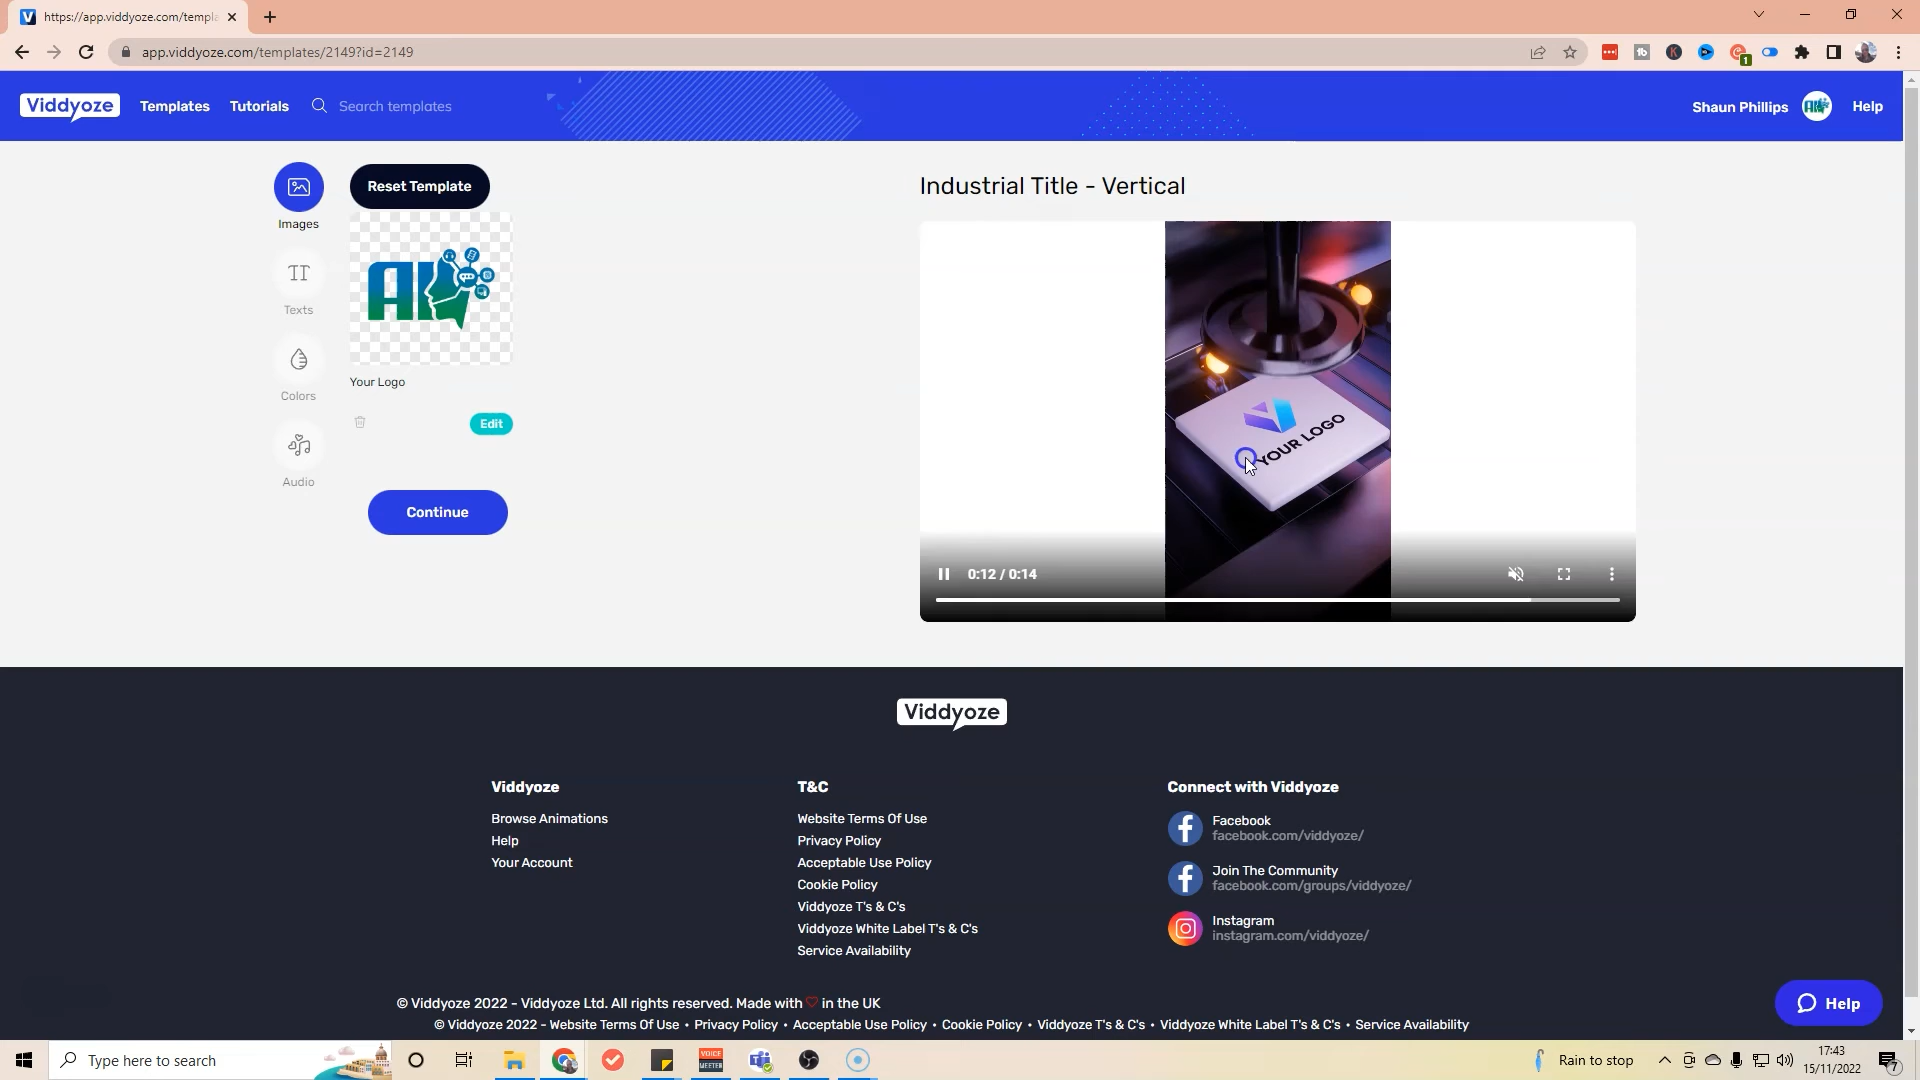 https://app.viddyoze.com/templa
app.viddyoze.com/templates/2149?id=2149
1
Viddyoze
Templates
Tutorials
Search templates
Shaun Phillips
Help
Images
Texts
Colors
Audio
Reset Template
AI
Your Logo
Edit
Continue
Industrial Title - Vertical
YOUR LOGO
0:12 / 0:14
Viddyoze
Viddyoze
Browse Animations
Help
Your Account
T&C
Website Terms Of Use
Privacy Policy
Acceptable Use Policy
Cookie Policy
Viddyoze T's & C's
Viddyoze White Label T's & C's
Service Availability
Connect with Viddyoze
Facebook
facebook.com/viddyoze/
Join The Community
facebook.com/groups/viddyoze/
Instagram
instagram.com/viddyoze/
© Viddyoze 2022 - Viddyoze Ltd. All rights reserved. Made with ♡ in the UK
© Viddyoze 2022 - Website Terms Of Use • Privacy Policy • Acceptable Use Policy • Cookie Policy • Viddyoze T's & C's • Viddyoze White Label T's & C's • Service Availability
Help
Type here to search
VOICE
MEETER
Rain to stop
17:43
15/11/2022
7